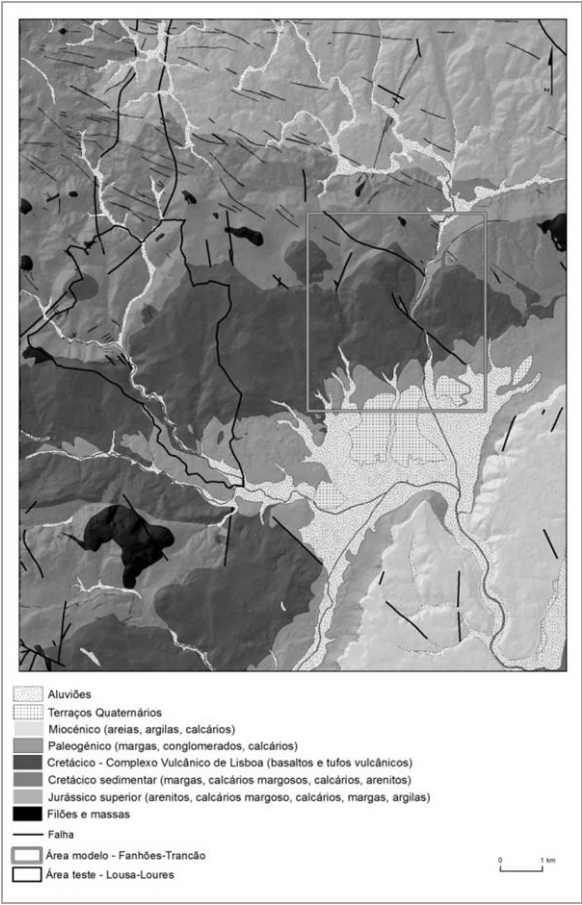 N
Aluviões
Terraços Quaternários
Miocénico (areias, argilas, calcários)
Paleogénico (margas, conglomerados, calcários)
Cretácico - Complexo Vulcânico de Lisboa (basaltos e tufos vulcânicos)
Cretácico sedimentar (margas, calcários margosos, calcários, arenitos)
Jurássico superior (arenitos, calcários margoso, calcários, margas, argilas)
Filões e massas
Falha
Área modelo - Fanhões-Trancão
Área teste - Lousa-Loures
0 1 km